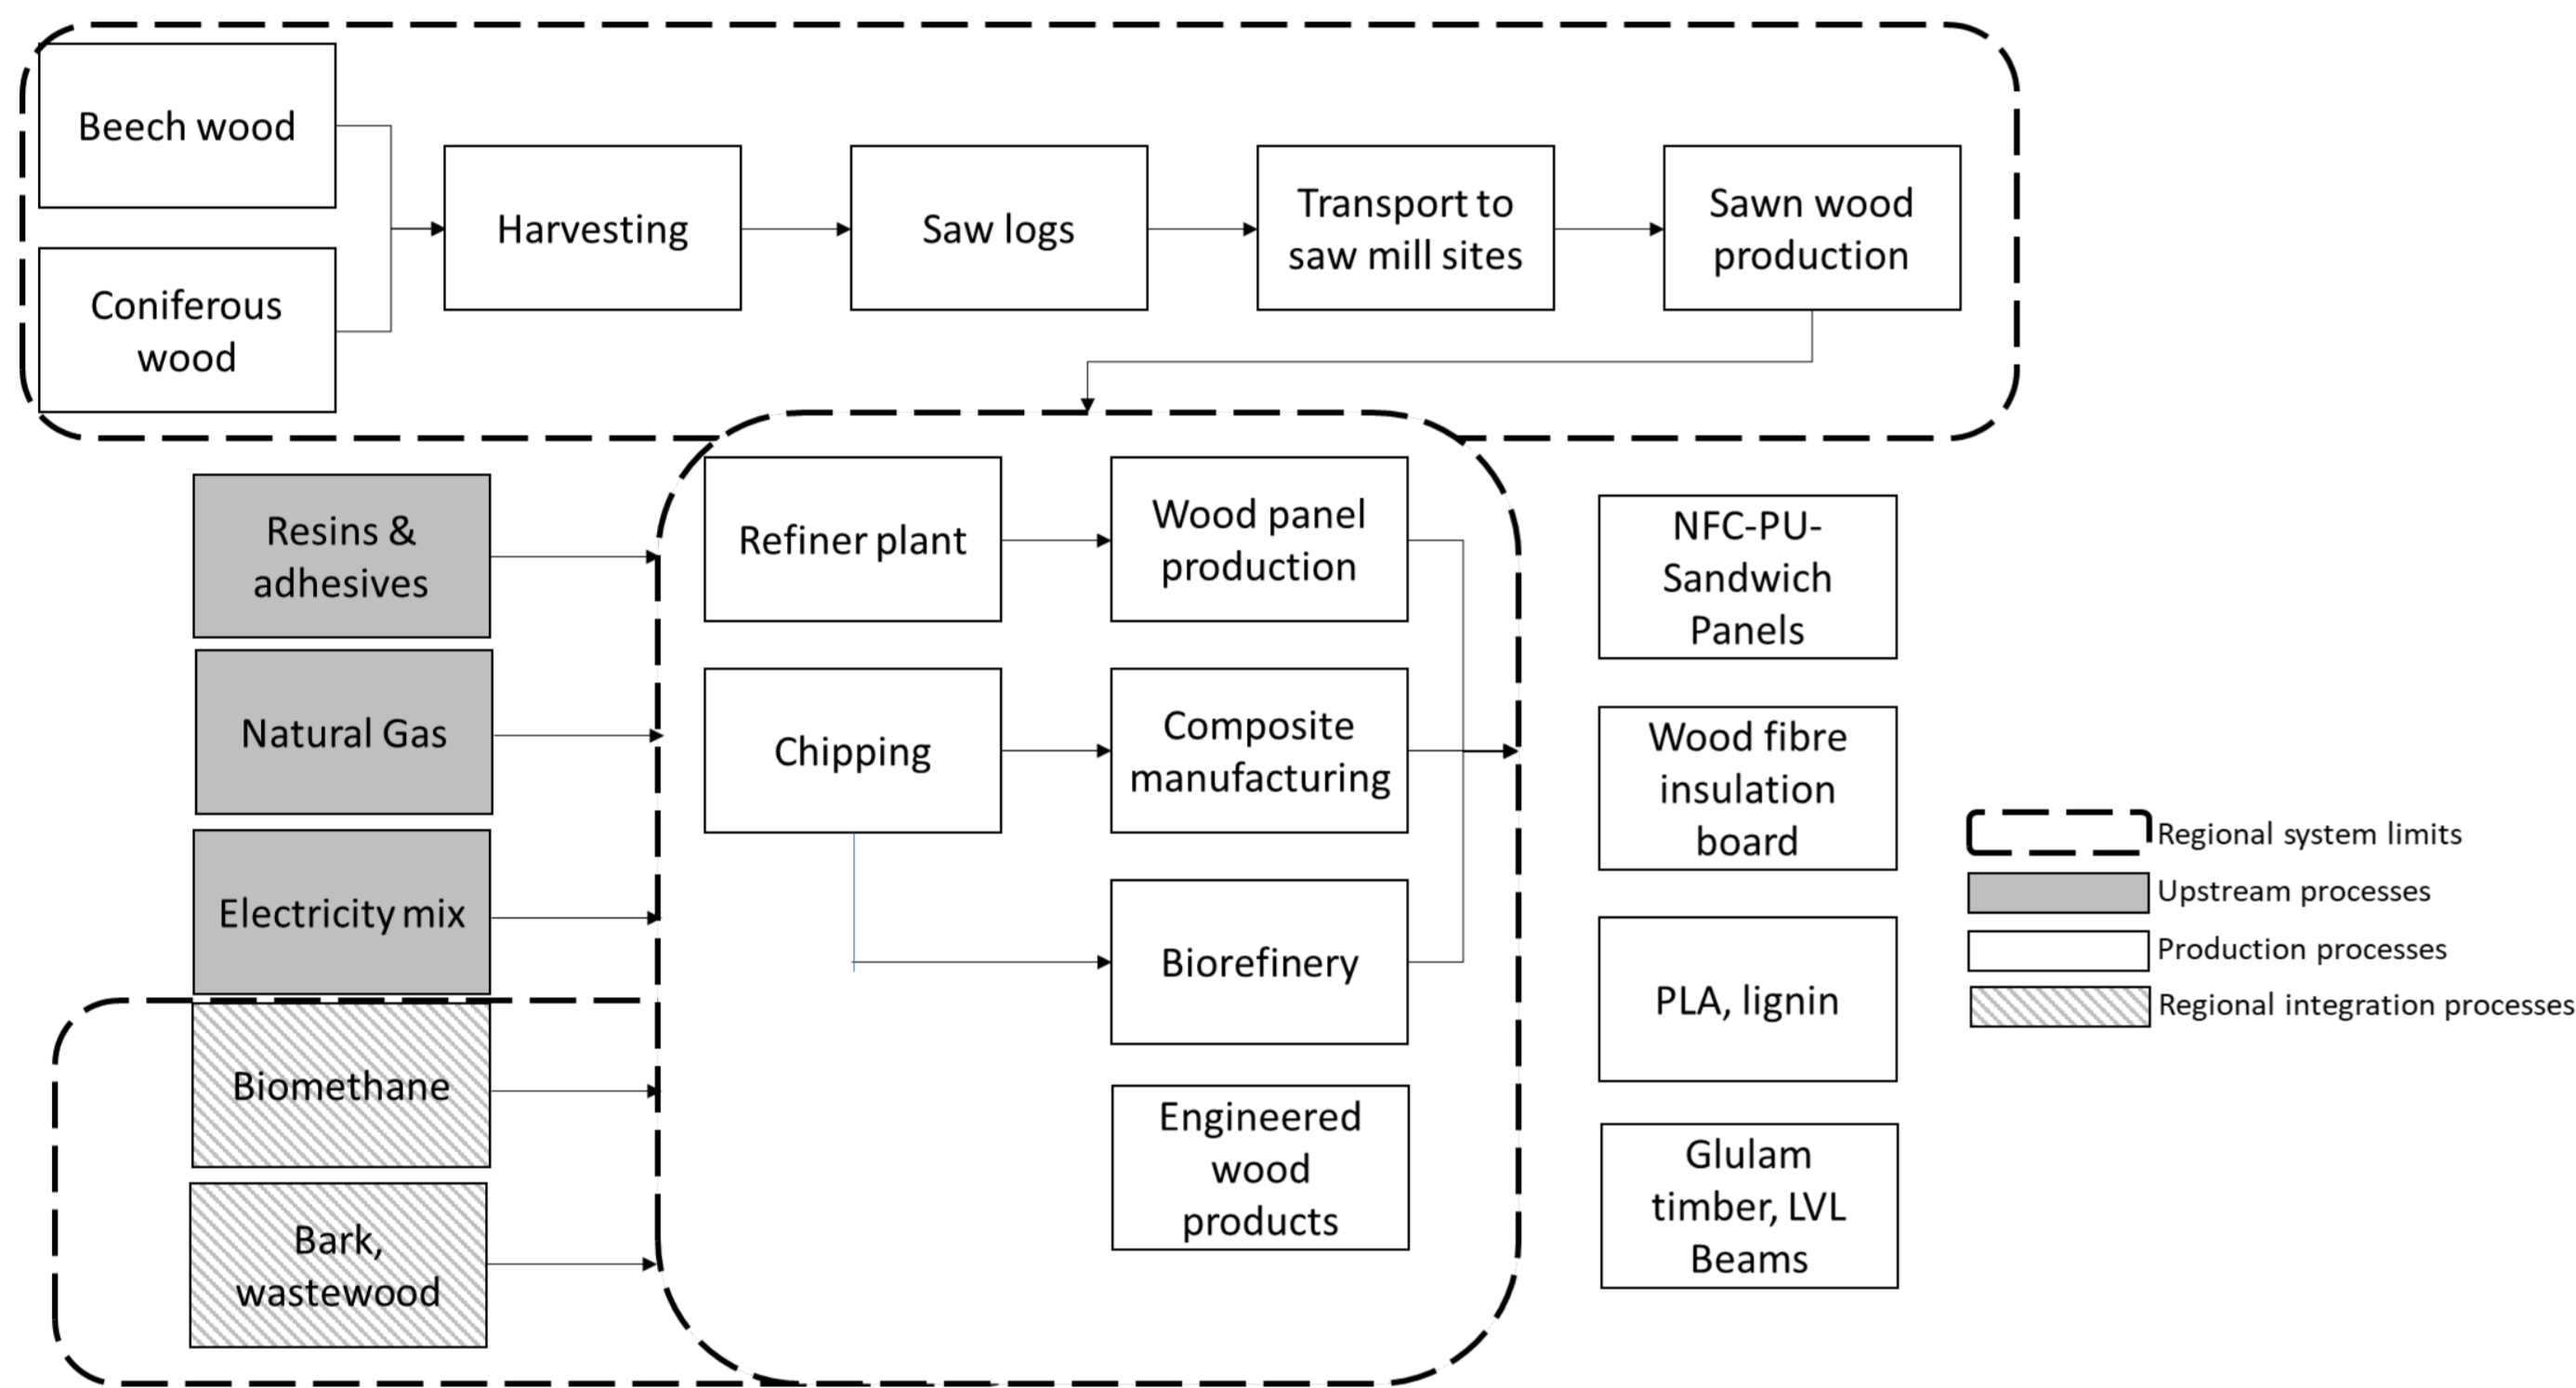 Beech wood
Coniferous
wood
Harvesting
Saw logs
Transport to
saw mill sites
Sawn wood
production
Resins &
adhesives
Natural Gas
Electricity mix
Biomethane
Bark,
wastewood
Refiner plant
Wood panel
production
Chipping
Composite
manufacturing
Biorefinery
Engineered
wood
products
NFC-PU-
Sandwich
Panels
Wood fibre
insulation
board
PLA, lignin
Glulam
timber, LVL
Beams
Regional system limits
Upstream processes
Production processes
Regional integration processes